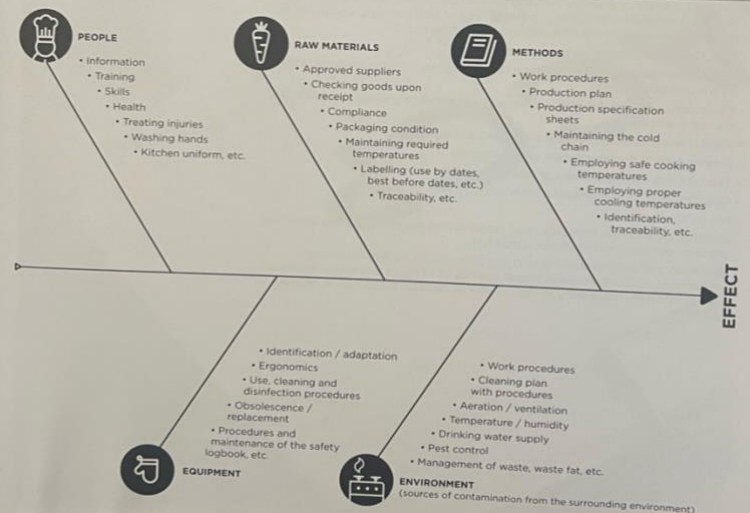 PEOPLE
• Information
• Training
• Skills
• Health
• Treating injuries
• Washing hands
• Kitchen uniform, etc.
RAW MATERIALS
• Approved suppliers
• Checking goods upon
receipt
• Compliance
• Packaging condition
• Maintaining required
temperatures
• Labelling (use by dates,
best before dates, etc.)
• Traceability, etc.
METHODS
• Work procedures
• Production plan
• Production specification
sheets
• Maintaining the cold
chain
• Employing safe cooking
temperatures
• Employing proper
cooling temperatures
• Identification,
traceability, etc.
EFFECT
• Identification / adaptation
• Ergonomics
• Use, cleaning and
disinfection procedures
• Obsolescence /
replacement
• Procedures and
maintenance of the safety
logbook, etc.
EQUIPMENT
• Work procedures
• Cleaning plan
with procedures
• Aeration / ventilation
• Temperature / humidity
• Drinking water supply
• Pest control
• Management of waste, waste fat, etc.
ENVIRONMENT
(sources of contamination from the surrounding environment)